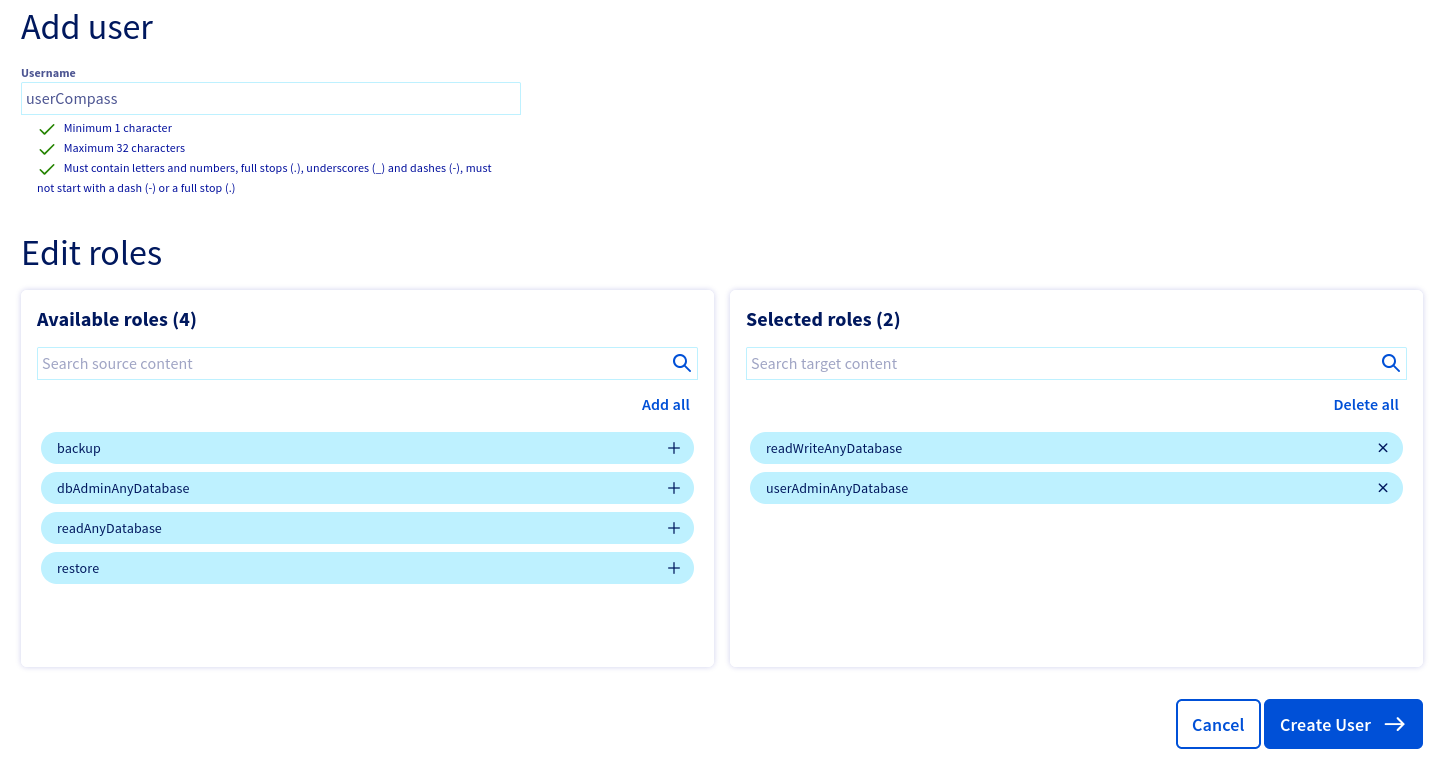 Add user
Username
userCompass
Minimum 1 character
Maximum 32 characters
Must contain letters and numbers, full stops (.), underscores (_) and dashes (-), must
not start with a dash (-) or a full stop (.)
Edit roles
Available roles (4)
Search source content
Add all
backup
dbAdminAnyDatabase
readAnyDatabase
restore
Selected roles (2)
Search target content
Delete all
readWriteAnyDatabase
userAdminAnyDatabase
Cancel
Create User